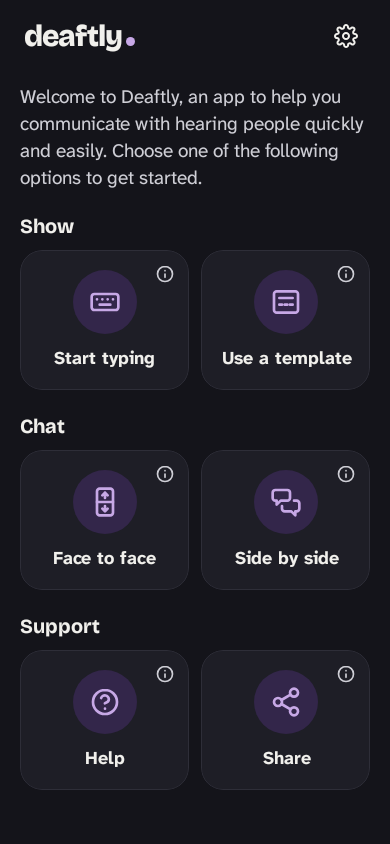 deaftly
Welcome to Deaftly, an app to help you
communicate with hearing people quickly
and easily. Choose one of the following
options to get started.
Show
Start typing
Use a template
Chat
Face to face
Side by side
Support
Help
Share